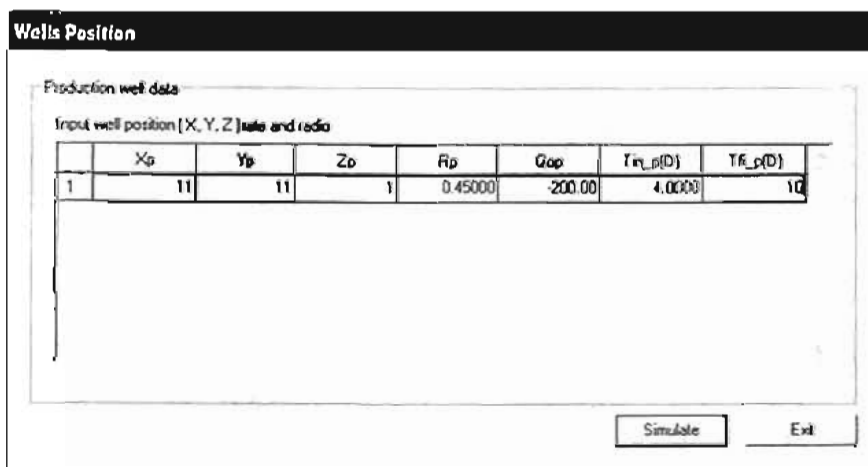 Wells Position
Production well data
Input well position [X, Y, Z] rate and radio
Xp Yp Zp Rp Qop Tin_p(D) Tfi_p(D)
1 11 11 1 0.45000 -200.00 4.0000 10
Simulate Exit